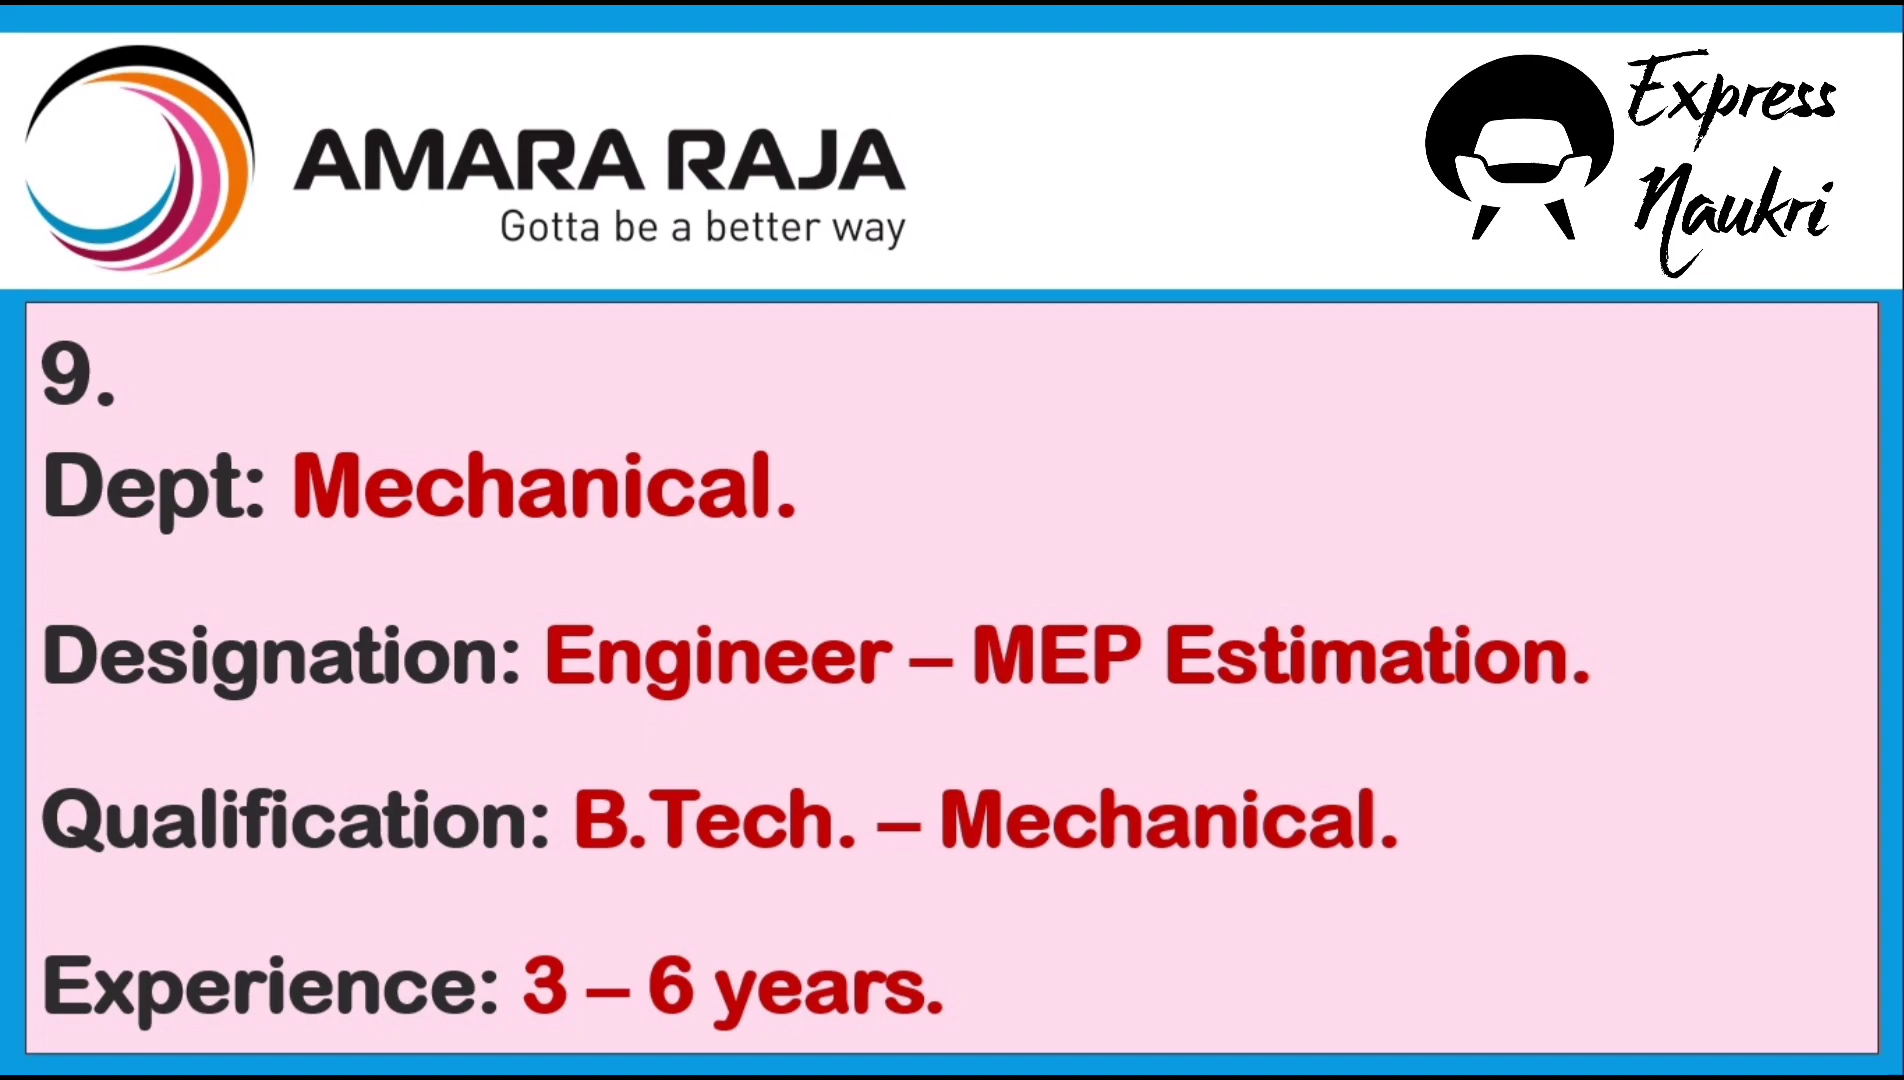 AMARA RAJA
Gotta be a better way
Express
Naukri
9.
Dept: Mechanical.
Designation: Engineer – MEP Estimation.
Qualification: B.Tech. – Mechanical.
Experience: 3 – 6 years.